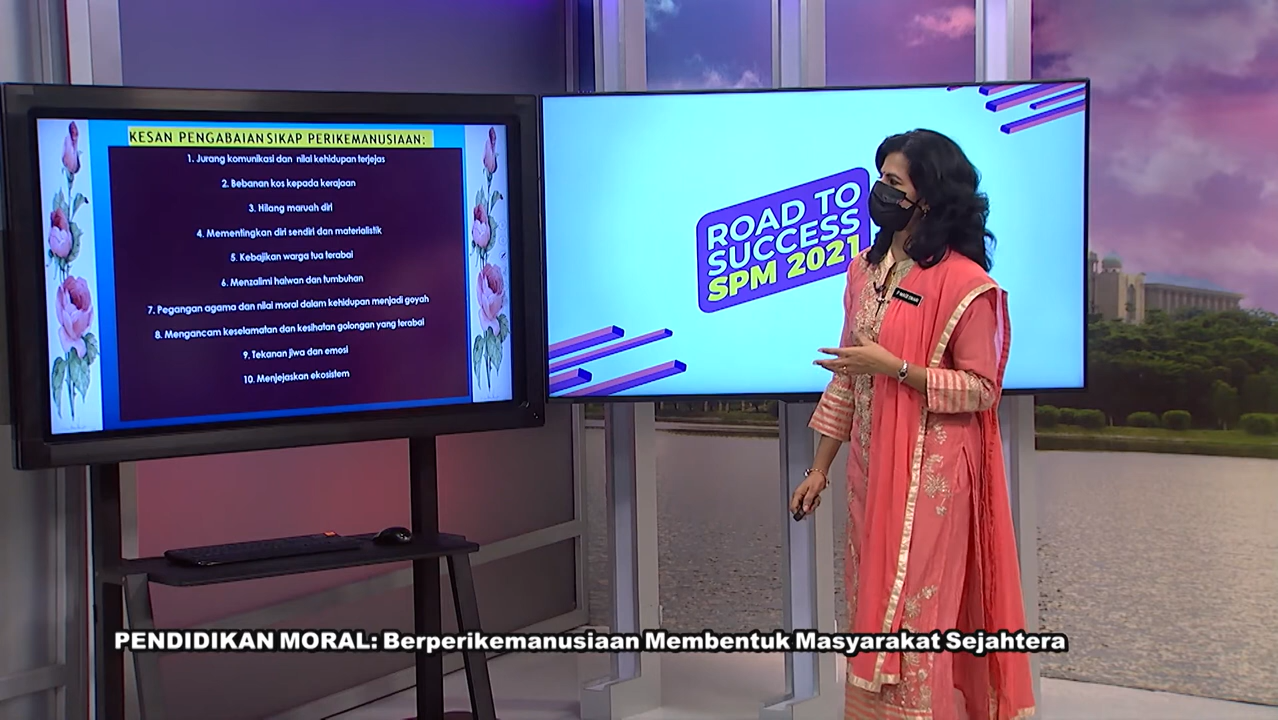 KESAN PENGABAIAN SIKAP PERIKEMANUSIAAN:
1. Jurang komunikasi dan nilai kehidupan terjejas
2. Bebanan kos kepada kerajaan
3. Hilang maruah diri
4. Mementingkan diri sendiri dan materialistik
5. Kebajikan warga tua terabai
6. Menzalimi haiwan dan tumbuhan
7. Pegangan agama dan nilai moral dalam kehidupan menjadi goyah
8. Mengancam keselamatan dan kesihatan golongan yang terabai
9. Tekanan jiwa dan emosi
10. Menjejaskan ekosistem
ROAD TO
SUCCESS
SPM 2021
PENDIDIKAN MORAL: Berperikemanusiaan Membentuk Masyarakat Sejahtera